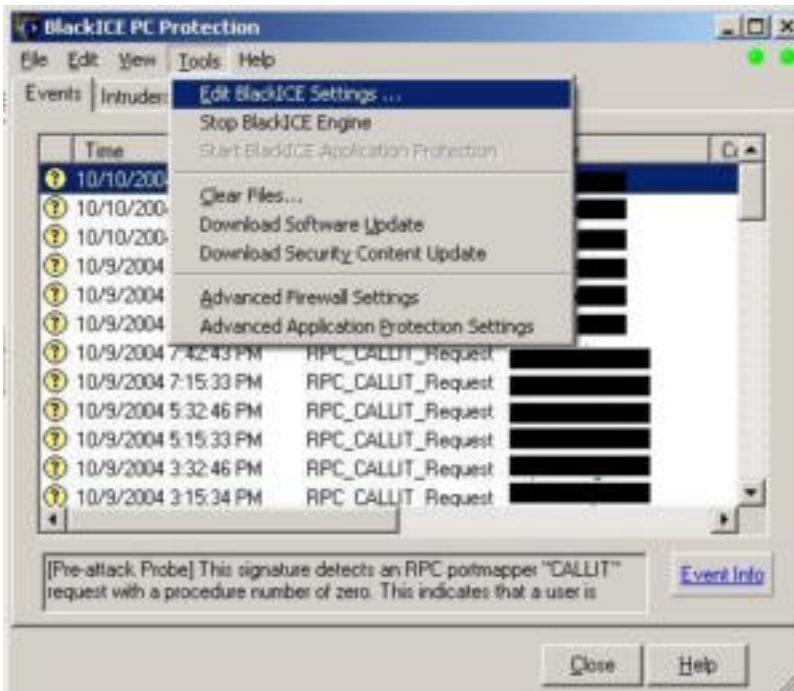 BlackICE PC Protection
File Edit View Tools Help
Events Intruders
Edit BlackICE Settings ...
Stop BlackICE Engine
Start BlackICE Application Protection
Clear Files...
Download Software Update
Download Security Content Update
Advanced Firewall Settings
Advanced Application Protection Settings
Time
10/10/200
10/10/200
10/10/200
10/9/2004
10/9/2004
10/9/2004
10/9/2004 7:42:43 PM RPC_CALLIT_Request
10/9/2004 7:15:33 PM RPC_CALLIT_Request
10/9/2004 5:32:46 PM RPC_CALLIT_Request
10/9/2004 5:15:33 PM RPC_CALLIT_Request
10/9/2004 3:32:46 PM RPC_CALLIT_Request
10/9/2004 3:15:34 PM RPC_CALLIT_Request
[Pre-attack Probe] This signature detects an RPC portmapper "CALLIT"
request with a procedure number of zero. This indicates that a user is
Event Info
Close Help